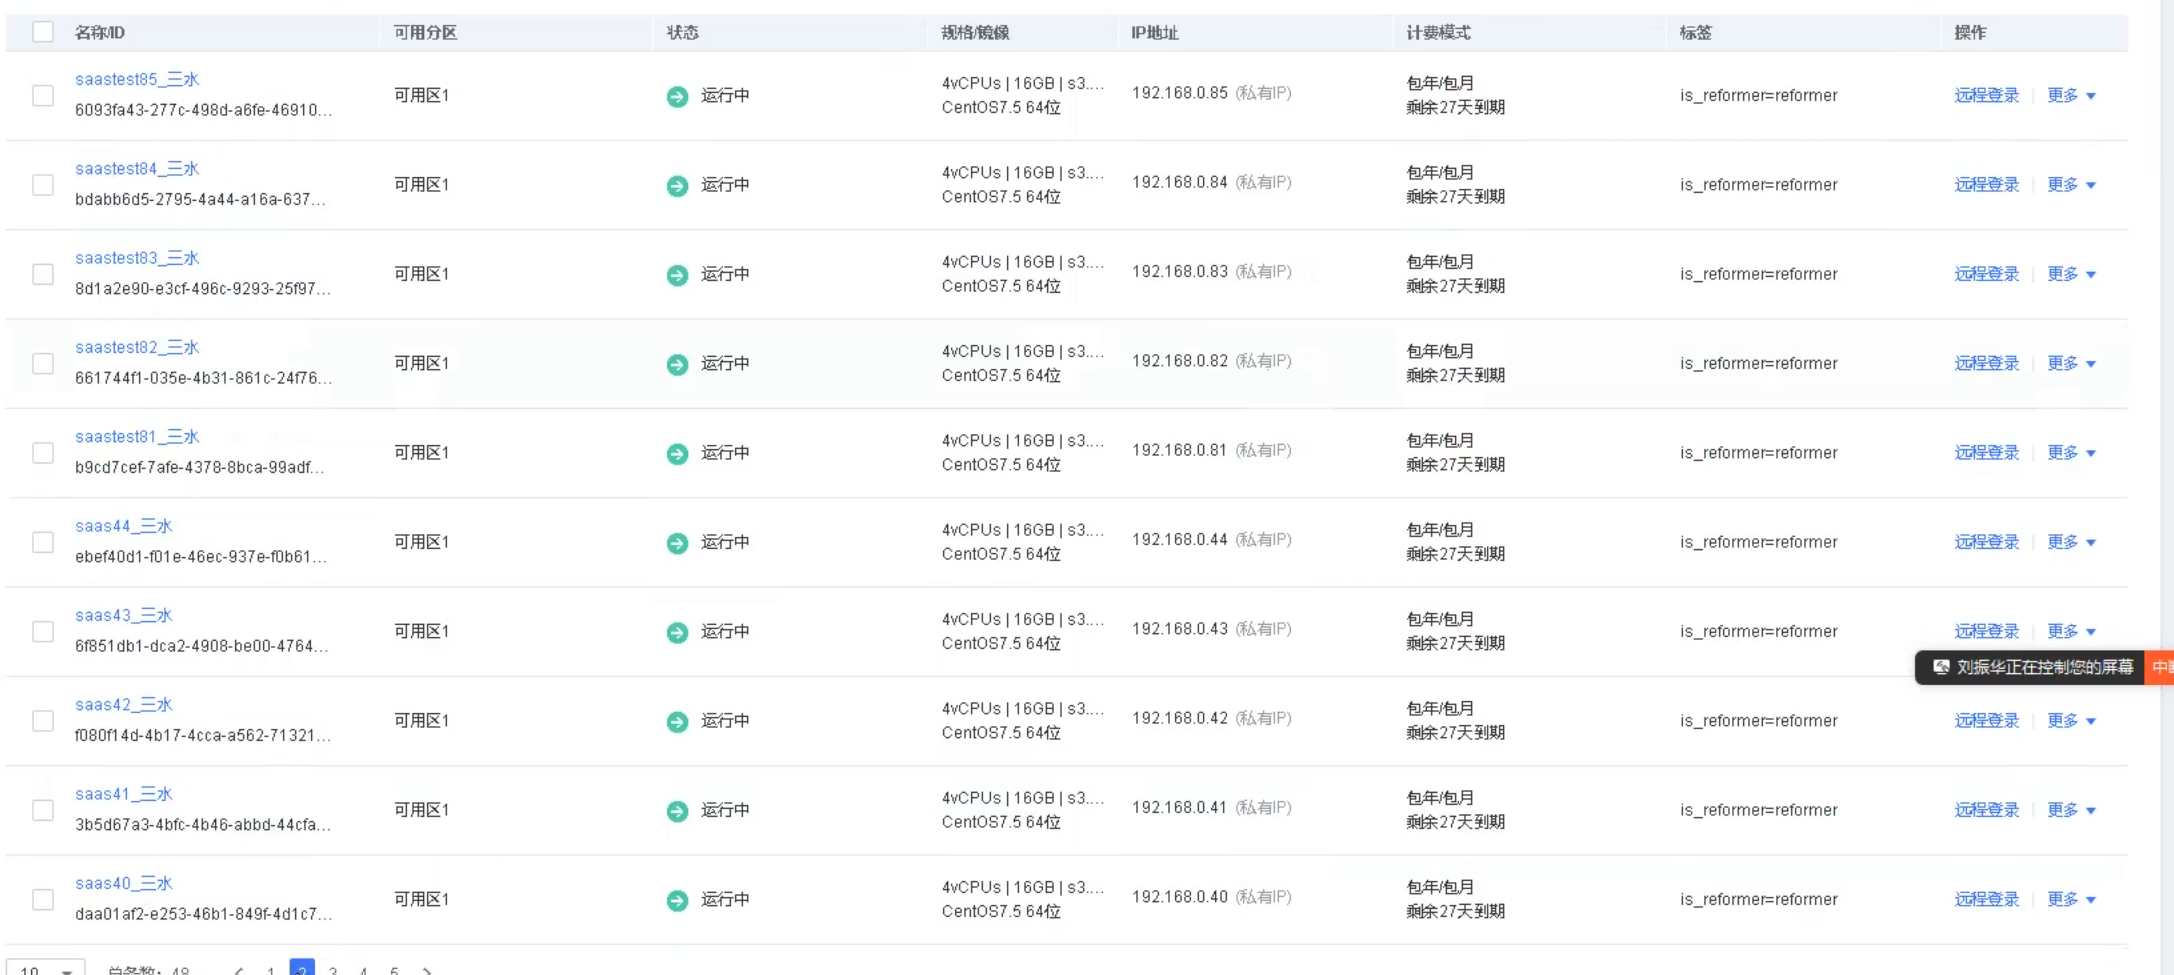 名称/ID 可用分区 状态 规格/镜像 IP地址 计费模式 标签 操作
saastest85_三水
6093fa43-277c-498d-a6fe-46910...
可用区1 运行中
4vCPUs | 16GB | s3....
CentOS7.5 64位
192.168.0.85 (私有IP)
包年/包月
剩余27天到期
is_reformer=reformer 远程登录 更多
saastest84_三水
bdabb6d5-2795-4a44-a16a-637...
可用区1 运行中
4vCPUs | 16GB | s3....
CentOS7.5 64位
192.168.0.84 (私有IP)
包年/包月
剩余27天到期
is_reformer=reformer 远程登录 更多
saastest83_三水
8d1a2e90-e3cf-496c-9293-25f97...
可用区1 运行中
4vCPUs | 16GB | s3....
CentOS7.5 64位
192.168.0.83 (私有IP)
包年/包月
剩余27天到期
is_reformer=reformer 远程登录 更多
saastest82_三水
661744f1-035e-4b31-861c-24f76...
可用区1 运行中
4vCPUs | 16GB | s3....
CentOS7.5 64位
192.168.0.82 (私有IP)
包年/包月
剩余27天到期
is_reformer=reformer 远程登录 更多
saastest81_三水
b9cd7cef-7afe-4378-8bca-99adf...
可用区1 运行中
4vCPUs | 16GB | s3....
CentOS7.5 64位
192.168.0.81 (私有IP)
包年/包月
剩余27天到期
is_reformer=reformer 远程登录 更多
saas44_三水
ebef40d1-f01e-46ec-937e-f0b61...
可用区1 运行中
4vCPUs | 16GB | s3....
CentOS7.5 64位
192.168.0.44 (私有IP)
包年/包月
剩余27天到期
is_reformer=reformer 远程登录 更多
saas43_三水
6f851db1-dca2-4908-be00-4764...
可用区1 运行中
4vCPUs | 16GB | s3....
CentOS7.5 64位
192.168.0.43 (私有IP)
包年/包月
剩余27天到期
is_reformer=reformer 远程登录 更多
刘振华正在控制您的屏幕 中断
saas42_三水
f080f14d-4b17-4cca-a562-71321...
可用区1 运行中
4vCPUs | 16GB | s3....
CentOS7.5 64位
192.168.0.42 (私有IP)
包年/包月
剩余27天到期
is_reformer=reformer 远程登录 更多
saas41_三水
3b5d67a3-4bfc-4b46-abbd-44cfa...
可用区1 运行中
4vCPUs | 16GB | s3....
CentOS7.5 64位
192.168.0.41 (私有IP)
包年/包月
剩余27天到期
is_reformer=reformer 远程登录 更多
saas40_三水
daa01af2-e253-46b1-849f-4d1c7...
可用区1 运行中
4vCPUs | 16GB | s3....
CentOS7.5 64位
192.168.0.40 (私有IP)
包年/包月
剩余27天到期
is_reformer=reformer 远程登录 更多
10 总条数: 48 < 1 2 3 4 5 >